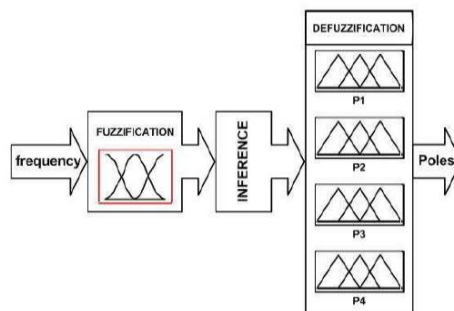 DEFUZZIFICATION
P1
FUZZIFICATION
frequency
INFERENCE
P2
Poles
P3
P4